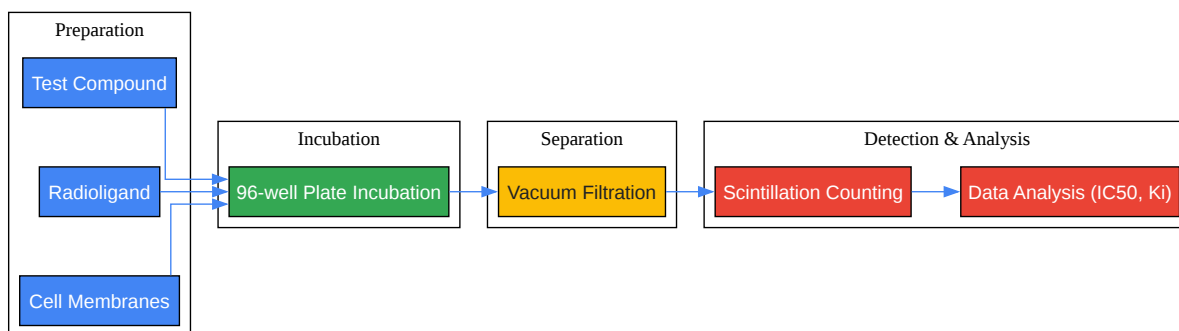 Preparation
Test Compound
Radioligand
Cell Membranes
Incubation
96-well Plate Incubation
Separation
Vacuum Filtration
Detection & Analysis
Scintillation Counting
Data Analysis (IC50, Ki)